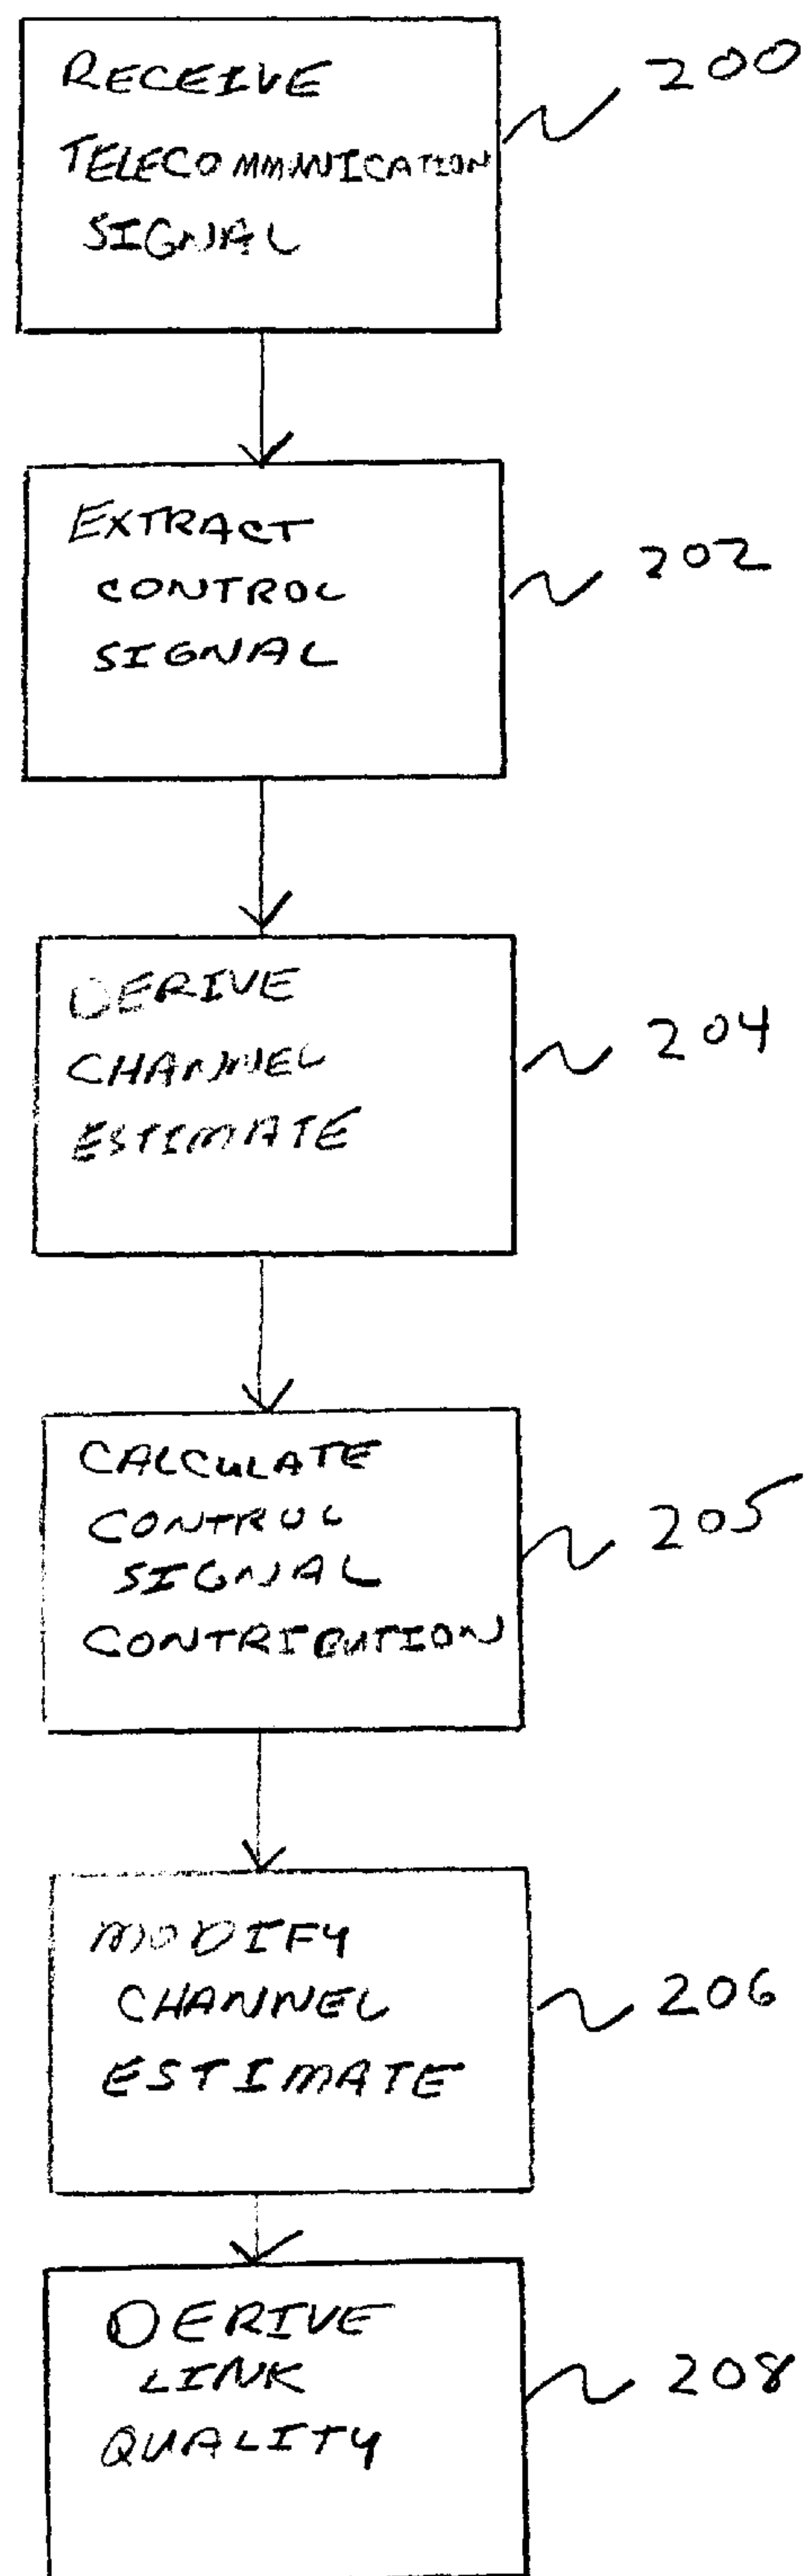 RECEIVE
200
TELECOMMUNICATION
SIGNAL
EXTRACT
202
CONTROL
SIGNAL
DERIVE
204
CHANNEL
ESTIMATE
CALCULATE
205
CONTROL
SIGNAL
CONTRIBUTION
MODIFY
206
CHANNEL
ESTIMATE
DERIVE
208
LINK
QUALITY